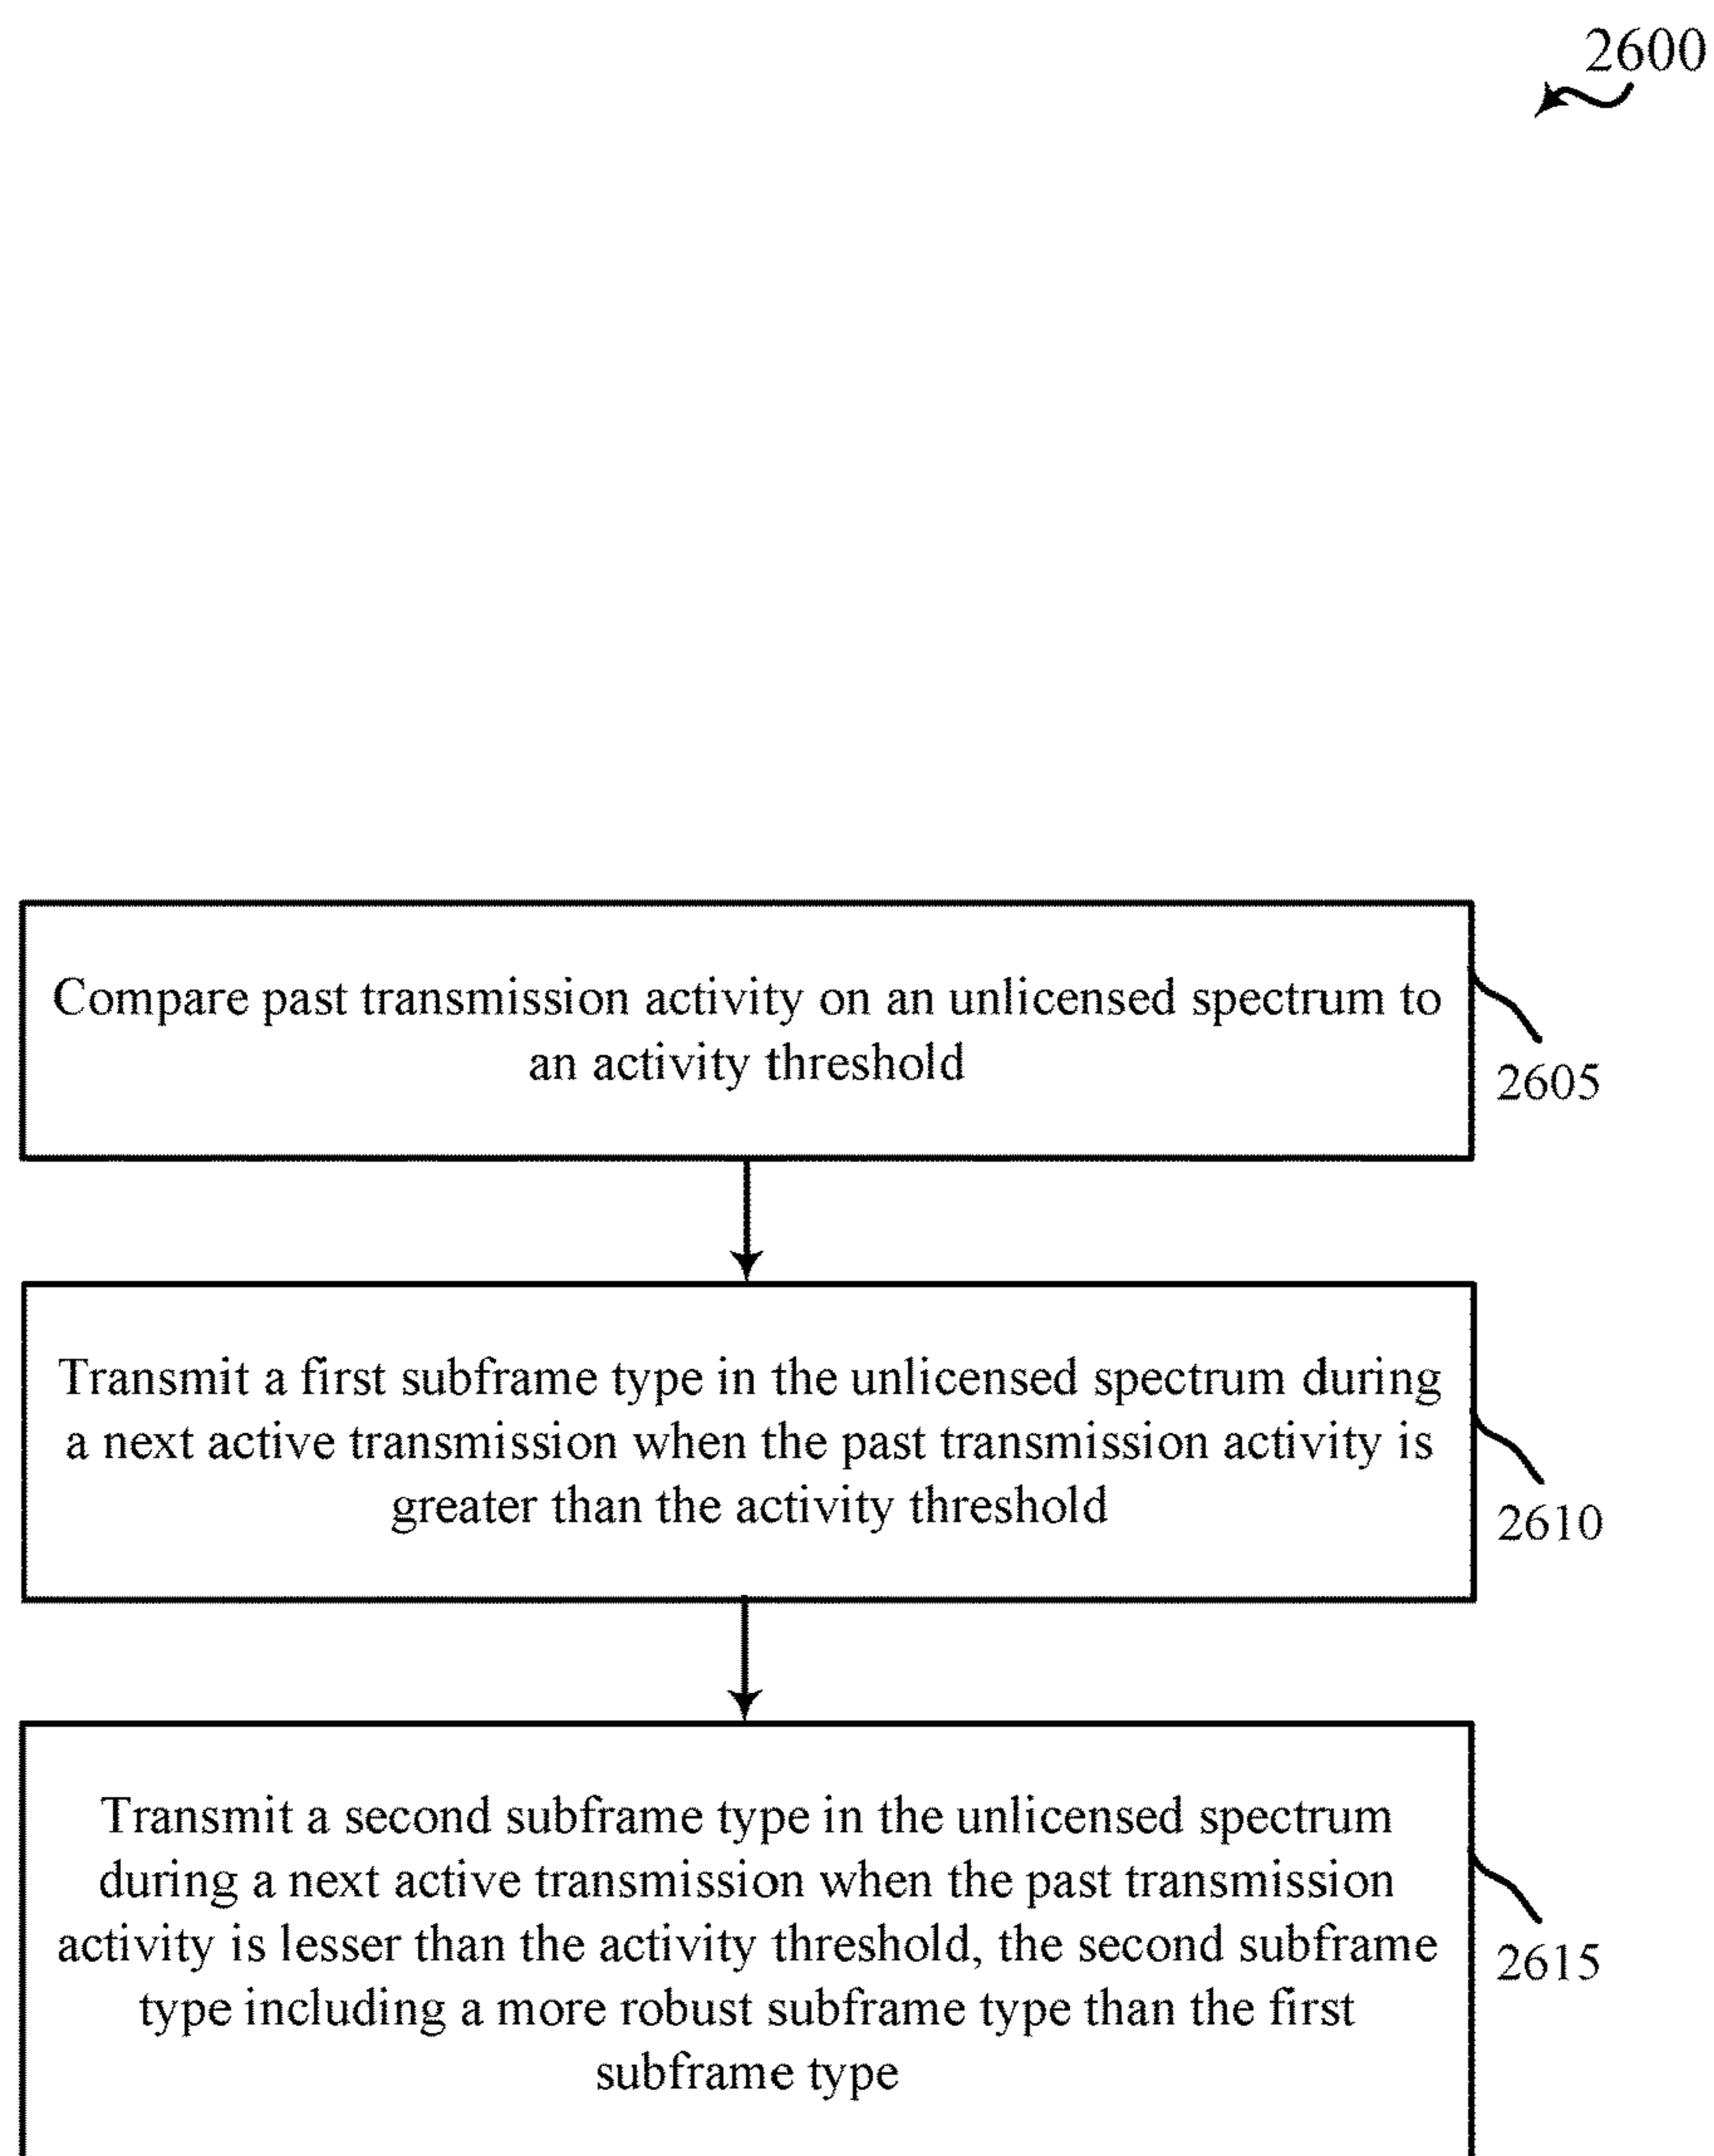 2600
Compare past transmission activity on an unlicensed spectrum to
an activity threshold
2605
Transmit a first subframe type in the unlicensed spectrum during
a next active transmission when the past transmission activity is
greater than the activity threshold
2610
Transmit a second subframe type in the unlicensed spectrum
during a next active transmission when the past transmission
activity is lesser than the activity threshold, the second subframe
type including a more robust subframe type than the first
subframe type
2615